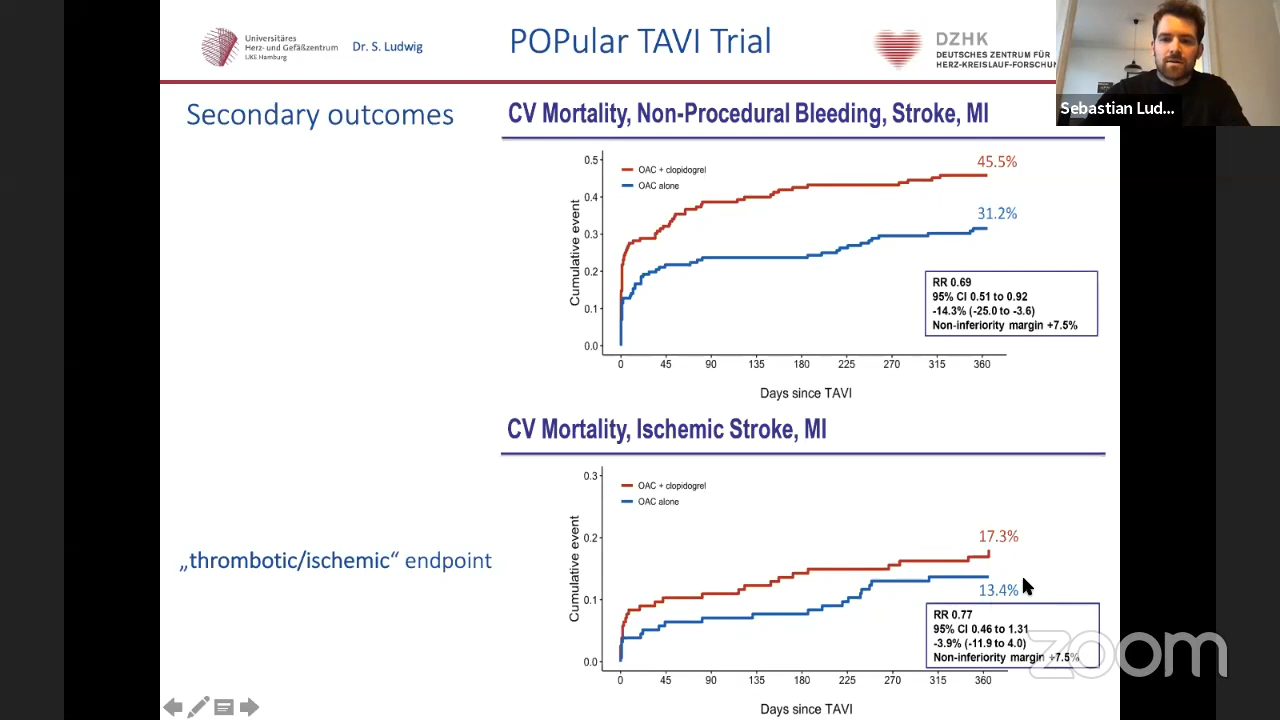 Universitäres
Herz- und Gefäßzentrum
UKE Hamburg
Dr. S. Ludwig
POPular TAVI Trial
DZHK
DEUTSCHES ZENTRUM FÜR
HERZ-KREISLAUF-FORSCHUN
Sebastian Lud...
Secondary outcomes
CV Mortality, Non-Procedural Bleeding, Stroke, MI
0.5
0.4
0.3
0.2
0.1
0.0
Cumulative event
OAC + clopidogrel
OAC alone
45.5%
31.2%
RR 0.69
95% CI 0.51 to 0.92
-14.3% (-25.0 to -3.6)
Non-inferiority margin +7.5%
0 45 90 135 180 225 270 315 360
Days since TAVI
CV Mortality, Ischemic Stroke, MI
0.3
0.2
0.1
0.0
Cumulative event
OAC + clopidogrel
OAC alone
17.3%
13.4%
„thrombotic/ischemic“ endpoint
RR 0.77
95% CI 0.46 to 1.31
-3.9% (-11.9 to 4.0)
Non-inferiority margin +7.5%
0 45 90 135 180 225 270 315 360
Days since TAVI
zoom